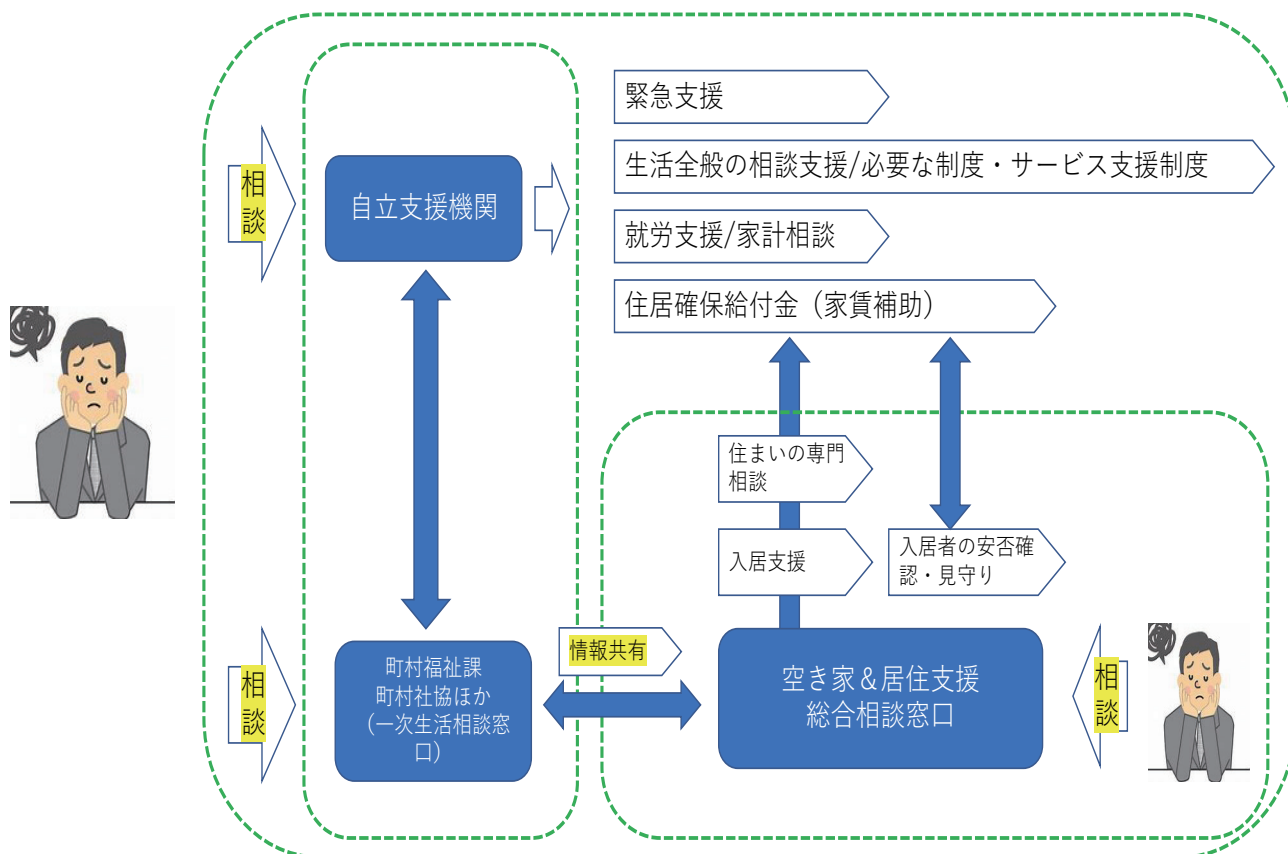 緊急支援
生活全般の相談支援/必要な制度・サービス支援制度
相
談
自立支援機関
就労支援/家計相談
住居確保給付金（家賃補助）
住まいの専門
相談
入居支援
入居者の安否確
認・見守り
相
談
町村福祉課
町村社協ほか
（一次生活相談窓
口）
情報共有
空き家＆居住支援
総合相談窓口
相
談